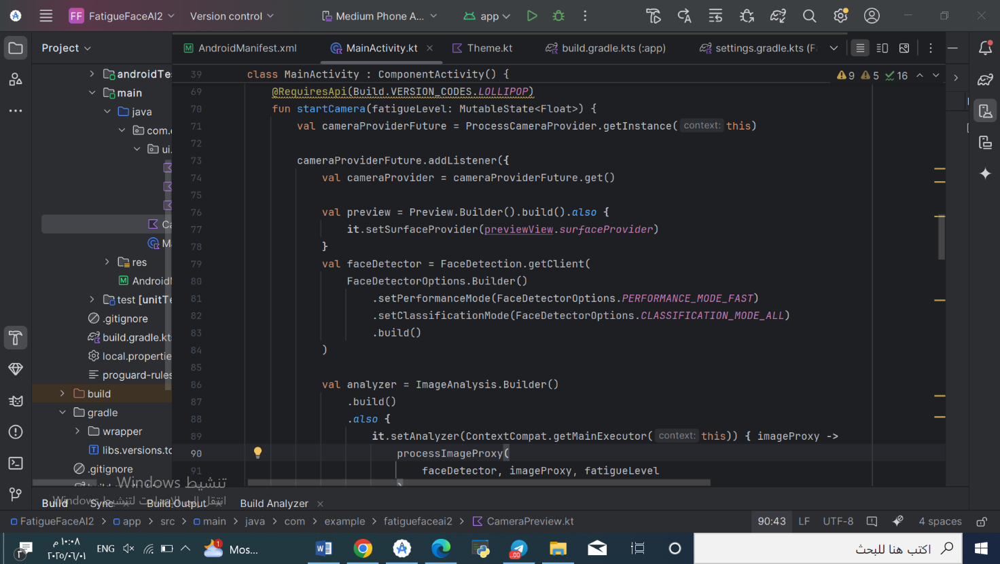 FF FatigueFaceAI2 Version control Medium Phone A... app
Project
AndroidManifest.xml MainActivity.kt Theme.kt build.gradle.kts (:app) settings.gradle.kts (F
androidTe
main
java
com.
ui.
Ca
M
res
AndroidM
test [unitTe
.gitignore
build.gradle.kt
local.propertie
proguard-rules
build
gradle
wrapper
libs.versions.to
.gitignore
9 5 16
39 class MainActivity : ComponentActivity() {
69 @RequiresApi(Build.VERSION_CODES.LOLLIPOP)
70 fun startCamera(fatigueLevel: MutableState<Float>) {
71 val cameraProviderFuture = ProcessCameraProvider.getInstance( context: this)
72
73 cameraProviderFuture.addListener({
74 val cameraProvider = cameraProviderFuture.get()
75
76 val preview = Preview.Builder().build().also {
77 it.setSurfaceProvider(previewView.surfaceProvider)
78 }
79 val faceDetector = FaceDetection.getClient(
80 FaceDetectorOptions.Builder()
81 .setPerformanceMode(FaceDetectorOptions.PERFORMANCE_MODE_FAST)
82 .setClassificationMode(FaceDetectorOptions.CLASSIFICATION_MODE_ALL)
83 .build()
84 )
85
86 val analyzer = ImageAnalysis.Builder()
87 .build()
88 .also {
89 it.setAnalyzer(ContextCompat.getMainExecutor( context: this)) { imageProxy ->
90 processImageProxy(
91 faceDetector, imageProxy, fatigueLevel
تنشيط Windows
انتقل إلى الإعدادات لتنشيط Windows
Build Sync Build Output Build Analyzer
FatigueFaceAI2 > app > src > main > java > com > example > fatiguefaceai2 > CameraPreview.kt 90:43 LF UTF-8 4 spaces
١٠:٠٨ م
٢٠٢٥/٠٦/٠١
ENG
1 Mos...
.00
اكتب هنا للبحث